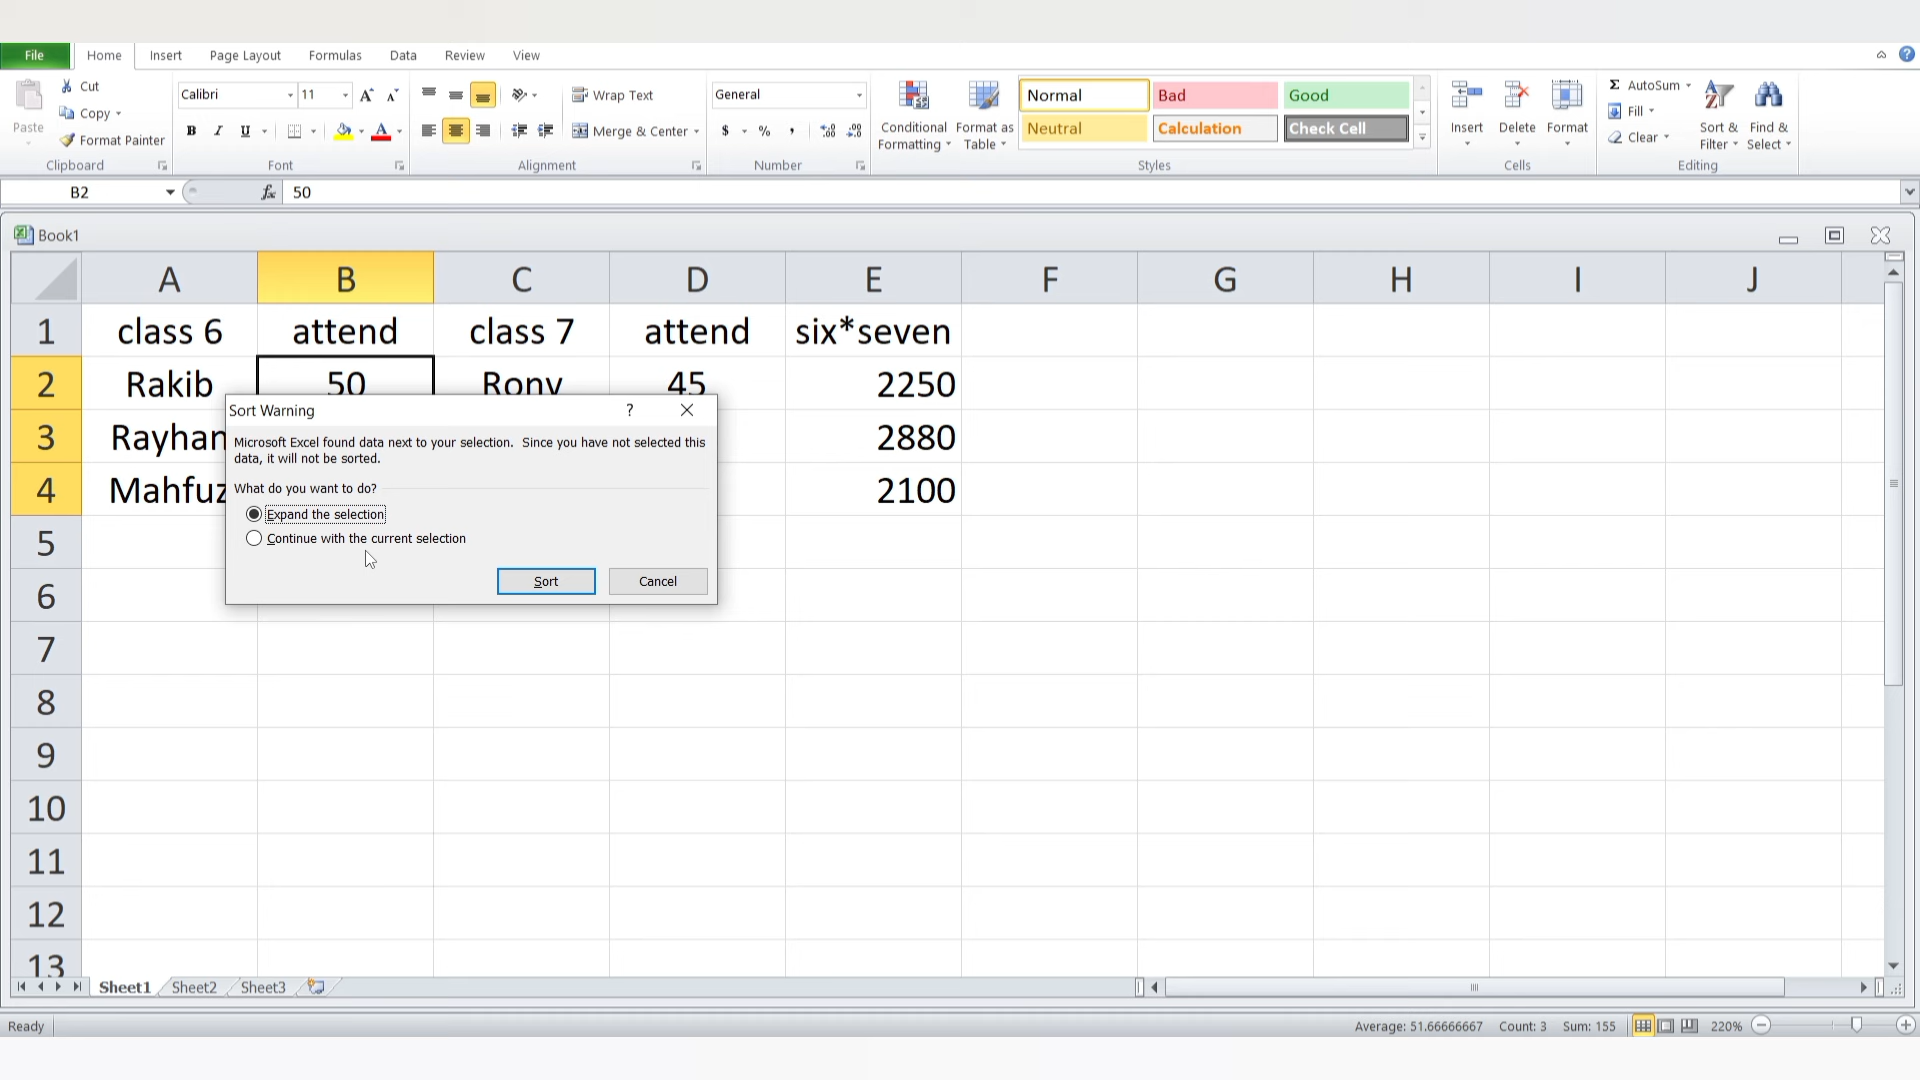 File Home Insert Page Layout Formulas Data Review View
Cut
Copy
Format Painter
Paste
Clipboard
Calibri 11
B I U
Font
Wrap Text
Merge & Center
Alignment
General
$ % ,
Number
Conditional Formatting
Format as Table
Normal Bad Good
Neutral Calculation Check Cell
Styles
Insert Delete Format
Cells
Σ AutoSum
Fill
Clear
Sort & Filter
Find & Select
Editing
B2 fx 50
Book1
A B C D E F G H I J
1 class 6 attend class 7 attend six*seven
2 Rakib 50 Rony 45 2250
3 Rayhan 2880
4 Mahfuz 2100
Sort Warning ?
Microsoft Excel found data next to your selection. Since you have not selected this
data, it will not be sorted.
What do you want to do?
Expand the selection
Continue with the current selection
Sort Cancel
5
6
7
8
9
10
11
12
13
Sheet1 Sheet2 Sheet3
Ready Average: 51.66666667 Count: 3 Sum: 155 220%